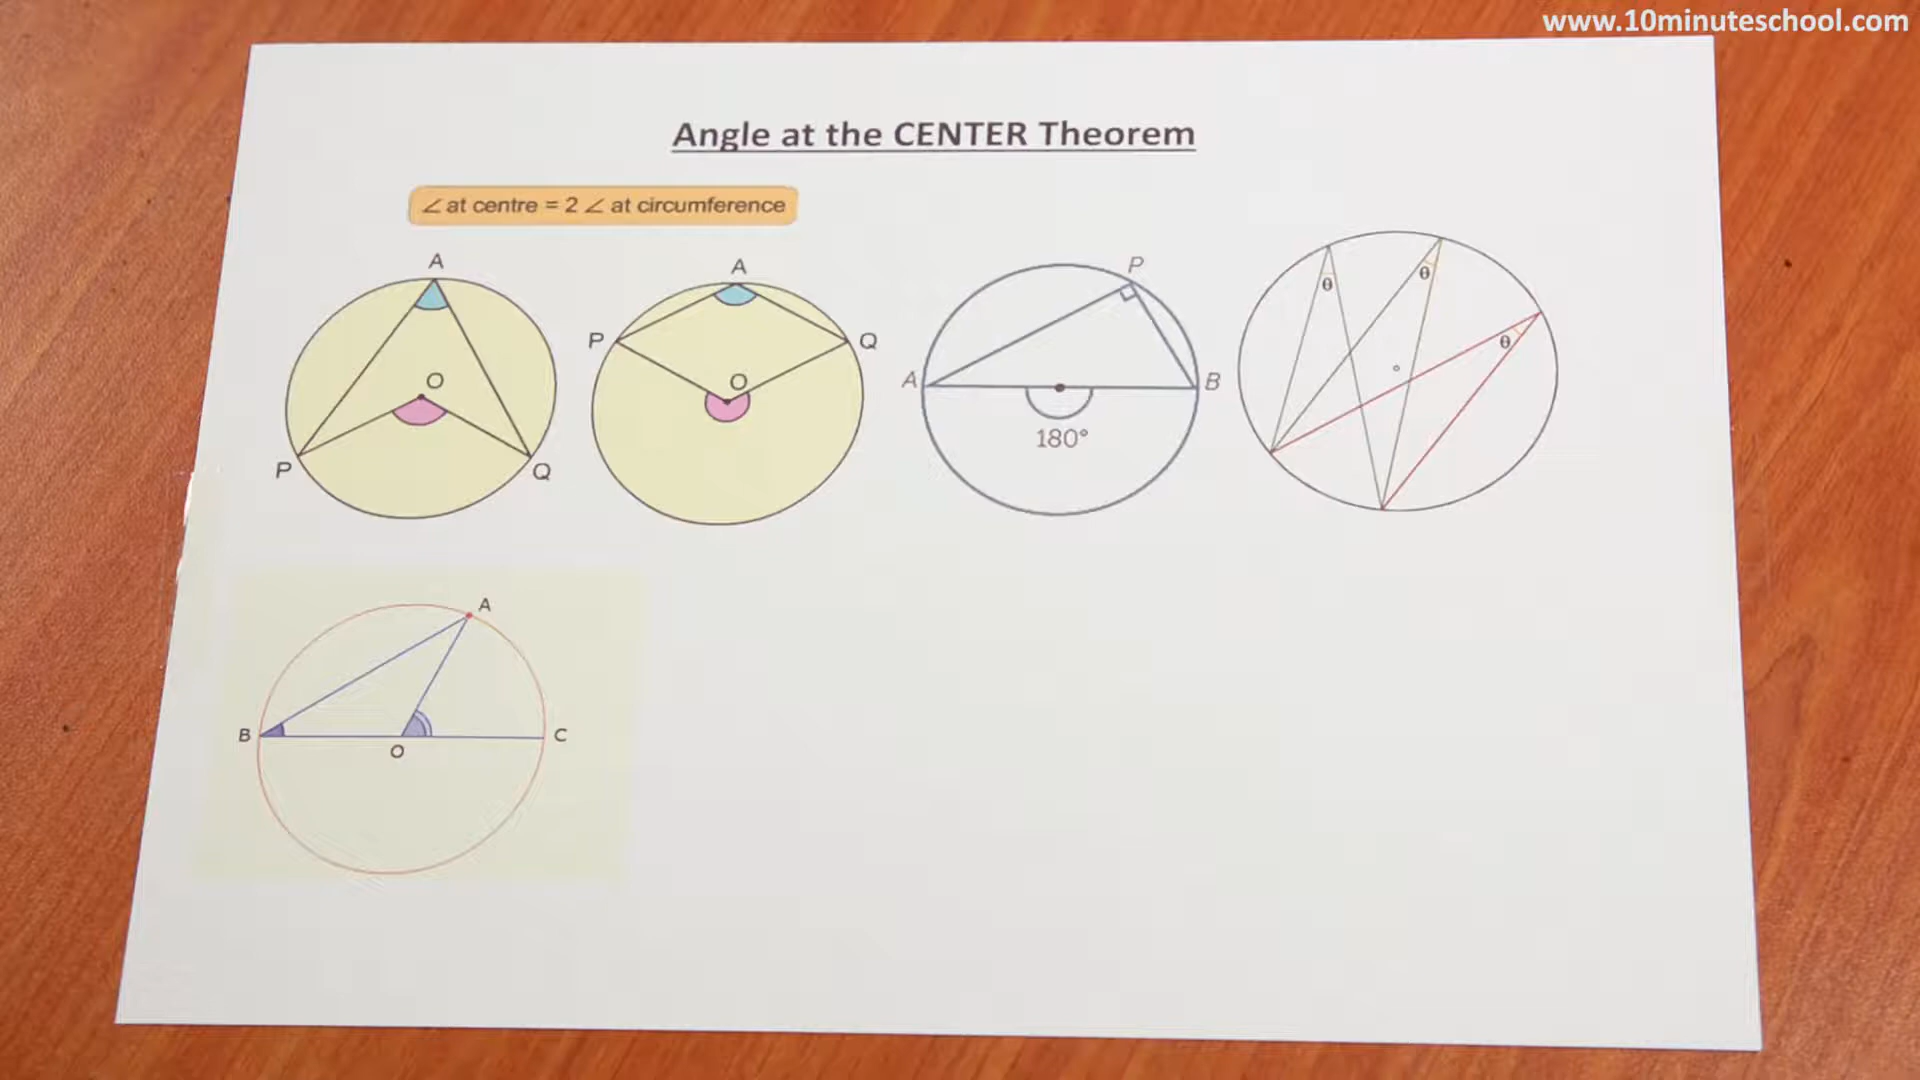 www.10minuteschool.com
Angle at the CENTER Theorem
∠ at centre = 2 ∠ at circumference
A
O
P
Q
A
P
Q
O
P
A
B
180°
θ
θ
θ
A
B
O
C